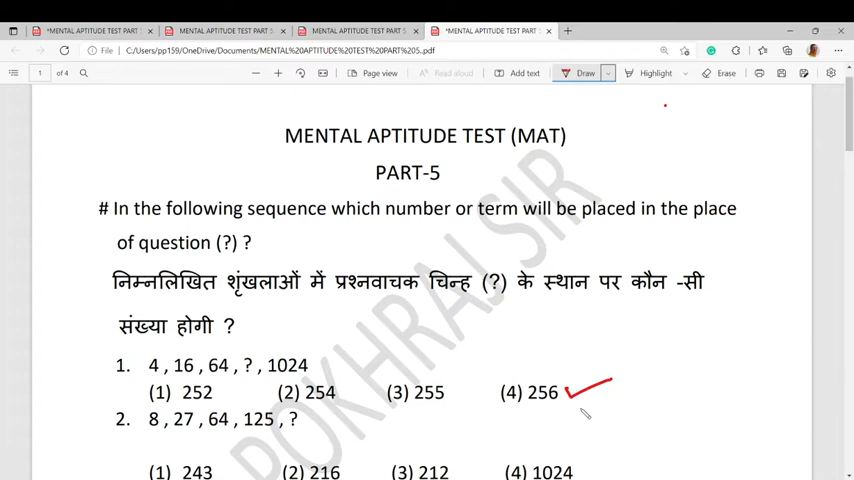 *MENTAL APTITUDE TEST PART 5.
MENTAL APTITUDE TEST PART 5.
MENTAL APTITUDE TEST PART 5.
*MENTAL APTITUDE TEST PART 5.
File C:/Users/pp159/OneDrive/Documents/MENTAL%20APTITUDE%20TEST%20PART%205..pdf
1 of 4 Page view Read aloud Add text Draw Highlight Erase
MENTAL APTITUDE TEST (MAT)
PART-5
# In the following sequence which number or term will be placed in the place
of question (?) ?
निम्नलिखित शृंखलाओं में प्रश्नवाचक चिन्ह (?) के स्थान पर कौन -सी
संख्या होगी ?
1. 4 , 16 , 64 , ? , 1024
(1) 252 (2) 254 (3) 255 (4) 256
2. 8 , 27 , 64 , 125 , ?
(1) 243 (2) 216 (3) 212 (4) 1024
POKHRAJ SIR